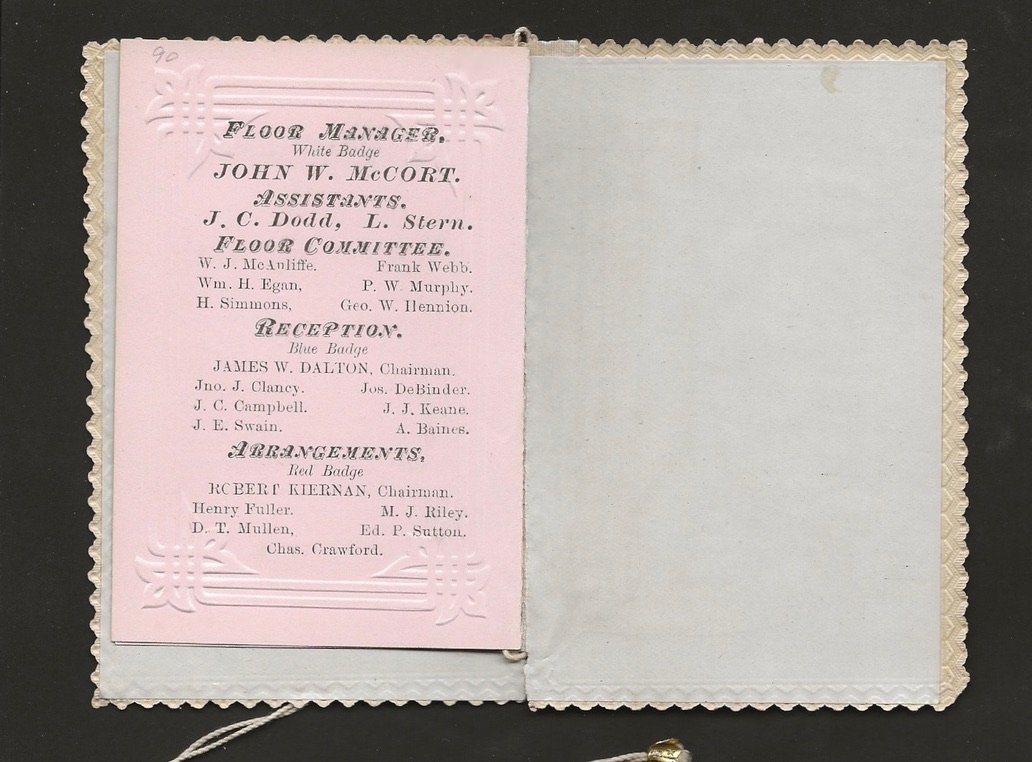 90
FLOOR MANAGER.
White Badge
JOHN W. McCORT.
ASSISTANTS.
J. C. Dodd, L. Stern.
FLOOR COMMITTEE.
W. J. McAuliffe. Frank Webb.
Wm. H. Egan, P. W. Murphy.
H. Simmons, Geo. W. Hennion.
RECEPTION.
Blue Badge
JAMES W. DALTON, Chairman.
Jno. J. Clancy. Jos. DeBinder.
J. C. Campbell. J. J. Keane.
J. E. Swain. A. Baines.
ARRANGEMENTS,
Red Badge
ROBERT KIERNAN, Chairman.
Henry Fuller. M. J. Riley.
D. T. Mullen, Ed. P. Sutton.
Chas. Crawford.